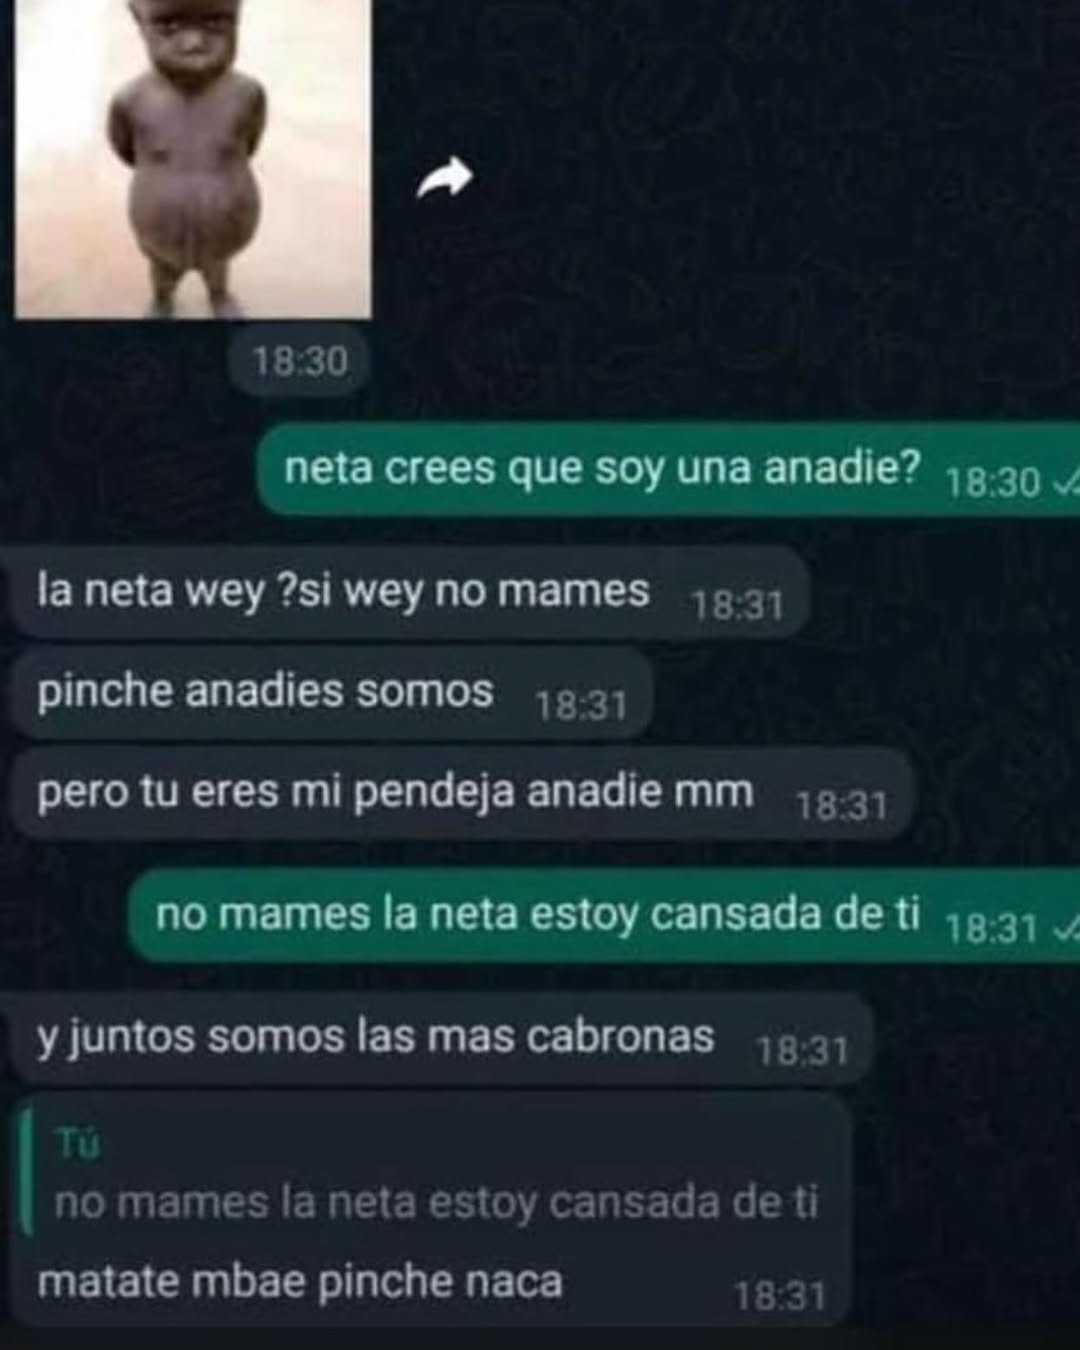 18:30
neta crees que soy una anadie? 18:30
la neta wey ?si wey no mames 18:31
pinche anadies somos 18:31
pero tu eres mi pendeja anadie mm 18:31
no mames la neta estoy cansada de ti 18:31
y juntos somos las mas cabronas 18:31
Tú
no mames la neta estoy cansada de ti
matate mbae pinche naca 18:31